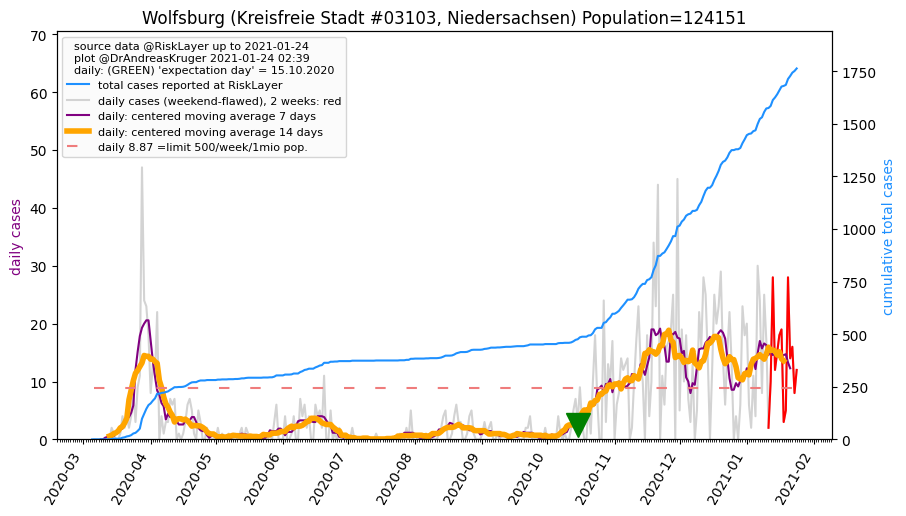 Wolfsburg (Kreisfreie Stadt #03103, Niedersachsen) Population=124151
source data @RiskLayer up to 2021-01-24
plot @DrAndreasKruger 2021-01-24 02:39
daily: (GREEN) 'expectation day' = 15.10.2020
total cases reported at RiskLayer
daily cases (weekend-flawed), 2 weeks: red
daily: centered moving average 7 days
daily: centered moving average 14 days
daily 8.87 =limit 500/week/1mio pop.
daily cases
70
60
50
40
30
20
10
0
cumulative total cases
1750
1500
1250
1000
750
500
250
0
2020-03
2020-04
2020-05
2020-06
2020-07
2020-08
2020-09
2020-10
2020-11
2020-12
2021-01
2021-02